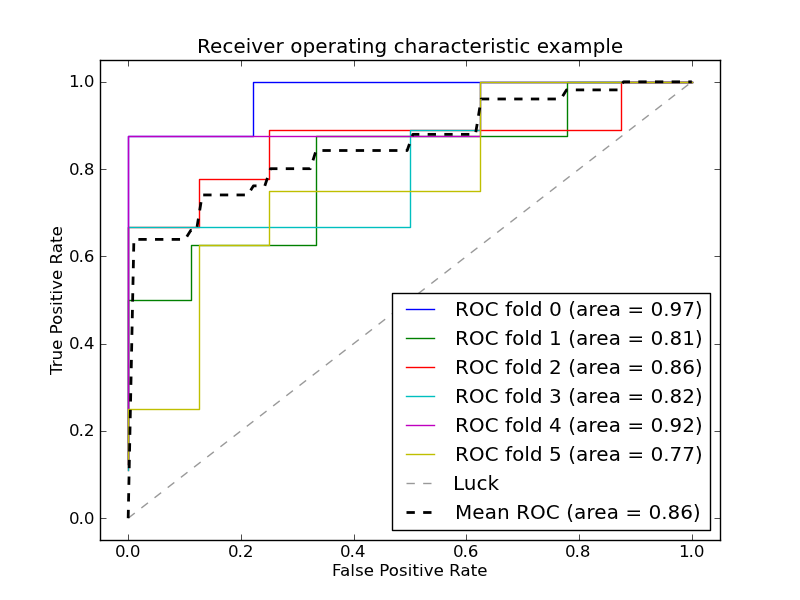 Receiver operating characteristic example
1.0
0.8
0.6
0.4
0.2
0.0
True Positive Rate
ROC fold 0 (area = 0.97)
ROC fold 1 (area = 0.81)
ROC fold 2 (area = 0.86)
ROC fold 3 (area = 0.82)
ROC fold 4 (area = 0.92)
ROC fold 5 (area = 0.77)
Luck
Mean ROC (area = 0.86)
0.0 0.2 0.4 0.6 0.8 1.0
False Positive Rate